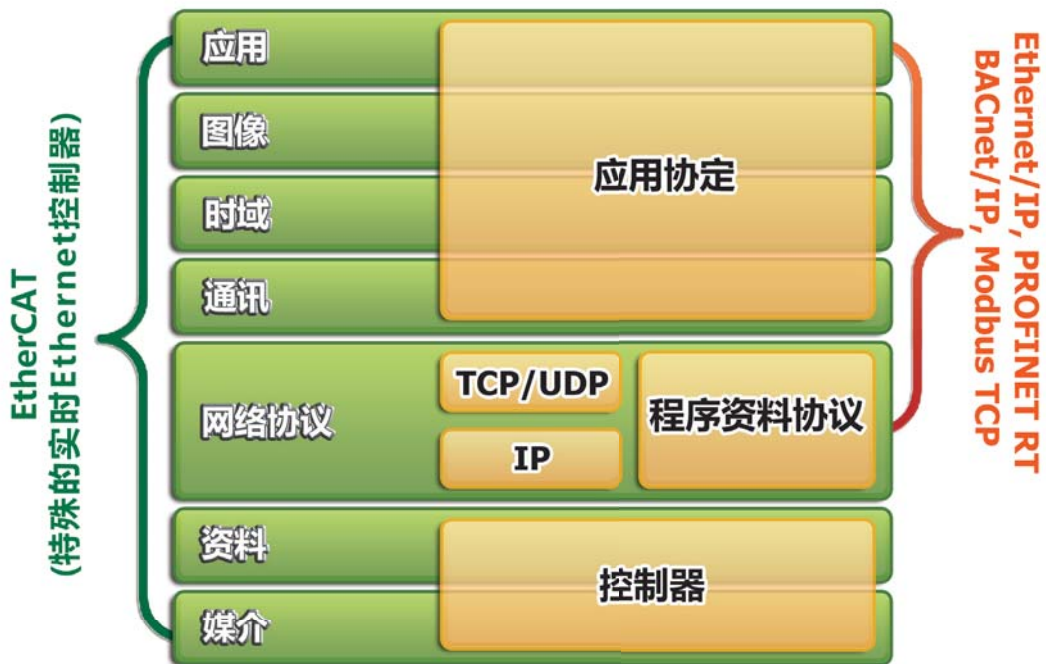 EtherCAT
(特殊的实时Ethernet控制器)
应用
图像
时域
通讯
网络协议
资料
媒介
应用协定
TCP/UDP
IP
程序资料协议
控制器
Ethernet/IP, PROFINET RT
BACnet/IP, Modbus TCP